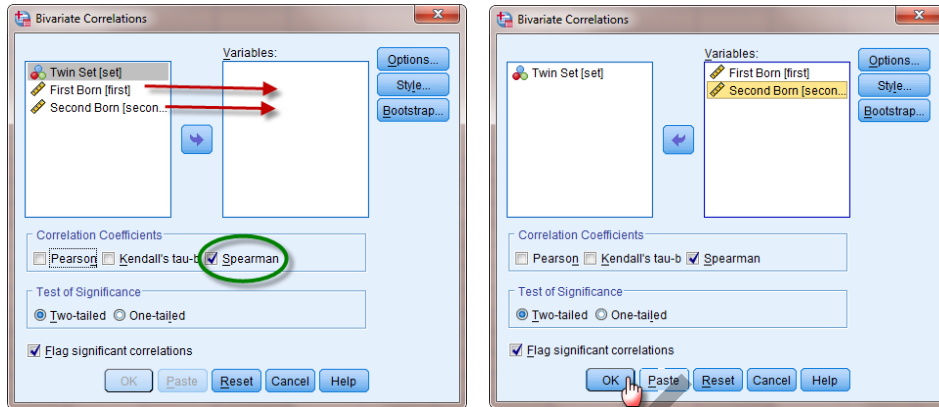 Bivariate Correlations
Variables:
Twin Set [set]
First Born [first]
Second Born [secon...
Options...
Style...
Bootstrap...
Correlation Coefficients
Pearson Kendall's tau-b Spearman
Test of Significance
Two-tailed One-tailed
Flag significant correlations
OK Paste Reset Cancel Help
Bivariate Correlations
Variables:
Twin Set [set]
First Born [first]
Second Born [secon...
Options...
Style...
Bootstrap...
Correlation Coefficients
Pearson Kendall's tau-b Spearman
Test of Significance
Two-tailed One-tailed
Flag significant correlations
OK Paste Reset Cancel Help